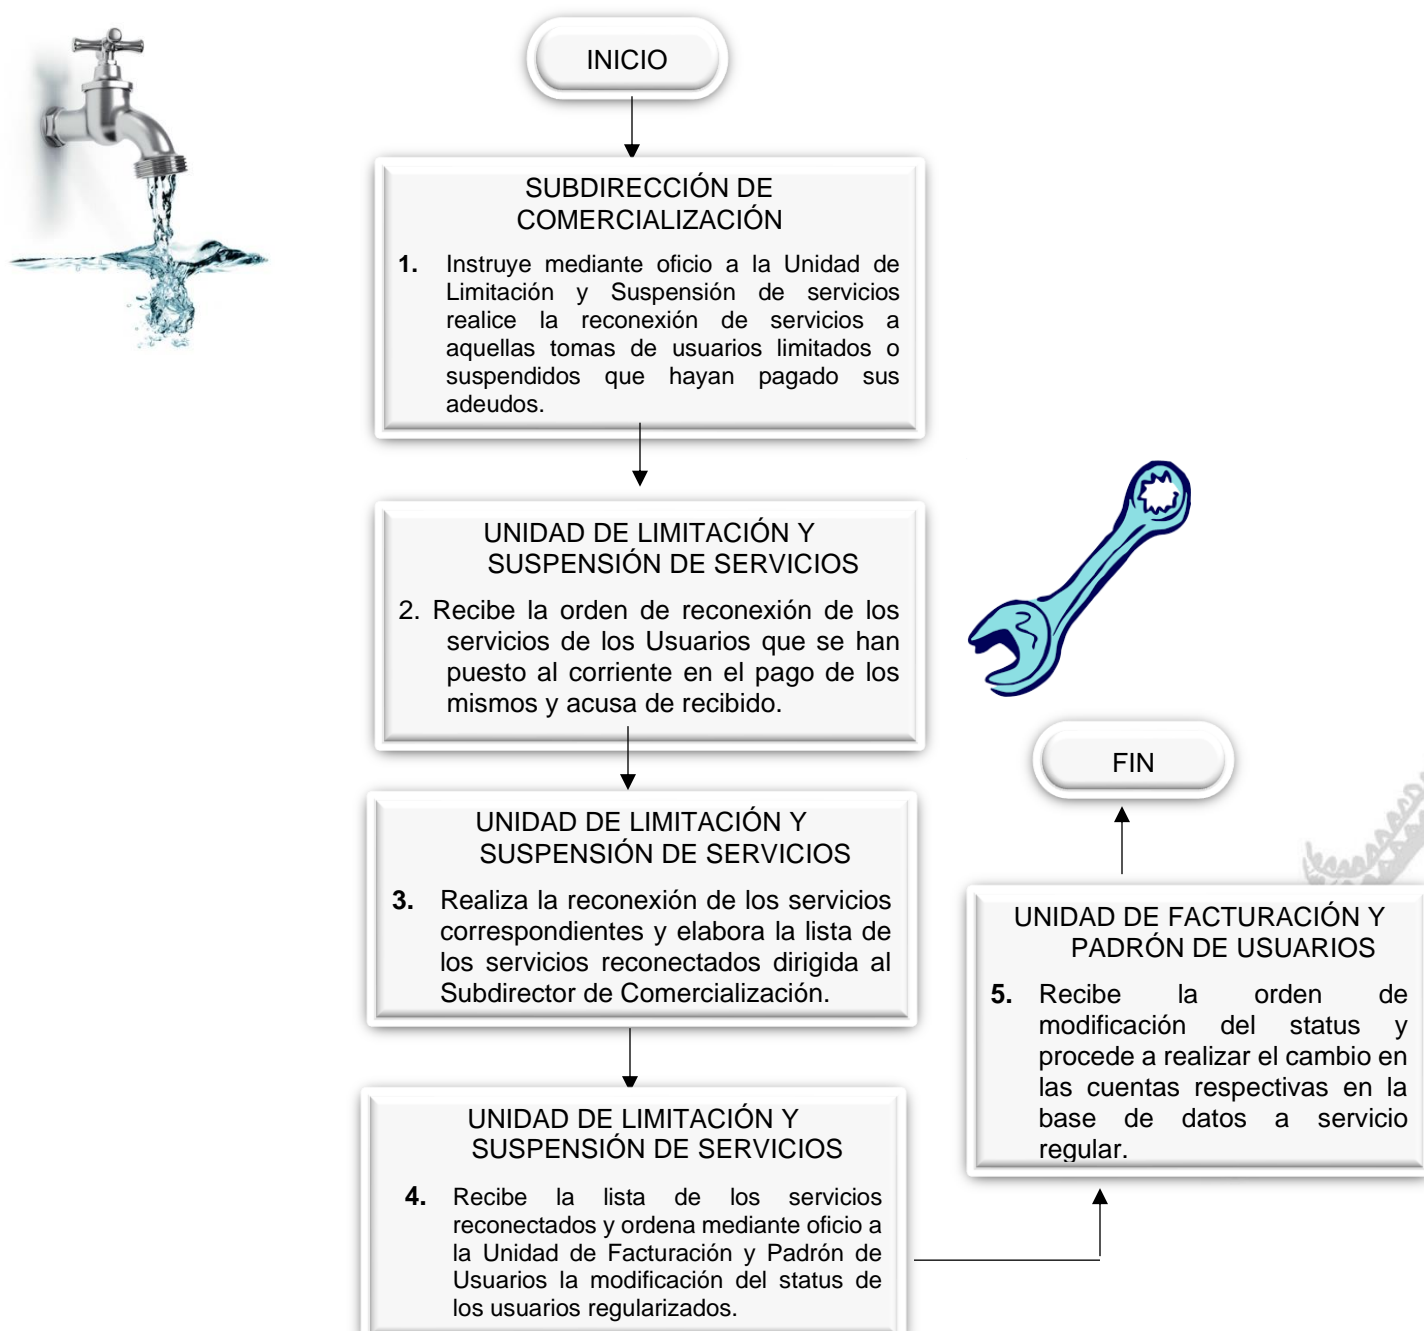 INICIO
SUBDIRECCIÓN DE
COMERCIALIZACIÓN
1. Instruye mediante oficio a la Unidad de
Limitación y Suspensión de servicios
realice la reconexión de servicios a
aquellas tomas de usuarios limitados o
suspendidos que hayan pagado sus
adeudos.
UNIDAD DE LIMITACIÓN Y
SUSPENSIÓN DE SERVICIOS
2. Recibe la orden de reconexión de los
servicios de los Usuarios que se han
puesto al corriente en el pago de los
mismos y acusa de recibido.
UNIDAD DE LIMITACIÓN Y
SUSPENSIÓN DE SERVICIOS
3. Realiza la reconexión de los servicios
correspondientes y elabora la lista de
los servicios reconectados dirigida al
Subdirector de Comercialización.
UNIDAD DE LIMITACIÓN Y
SUSPENSIÓN DE SERVICIOS
4. Recibe la lista de los servicios
reconectados y ordena mediante oficio a
la Unidad de Facturación y Padrón de
Usuarios la modificación del status de
los usuarios regularizados.
UNIDAD DE FACTURACIÓN Y
PADRÓN DE USUARIOS
5. Recibe la orden de
modificación del status y
procede a realizar el cambio en
las cuentas respectivas en la
base de datos a servicio
regular.
FIN